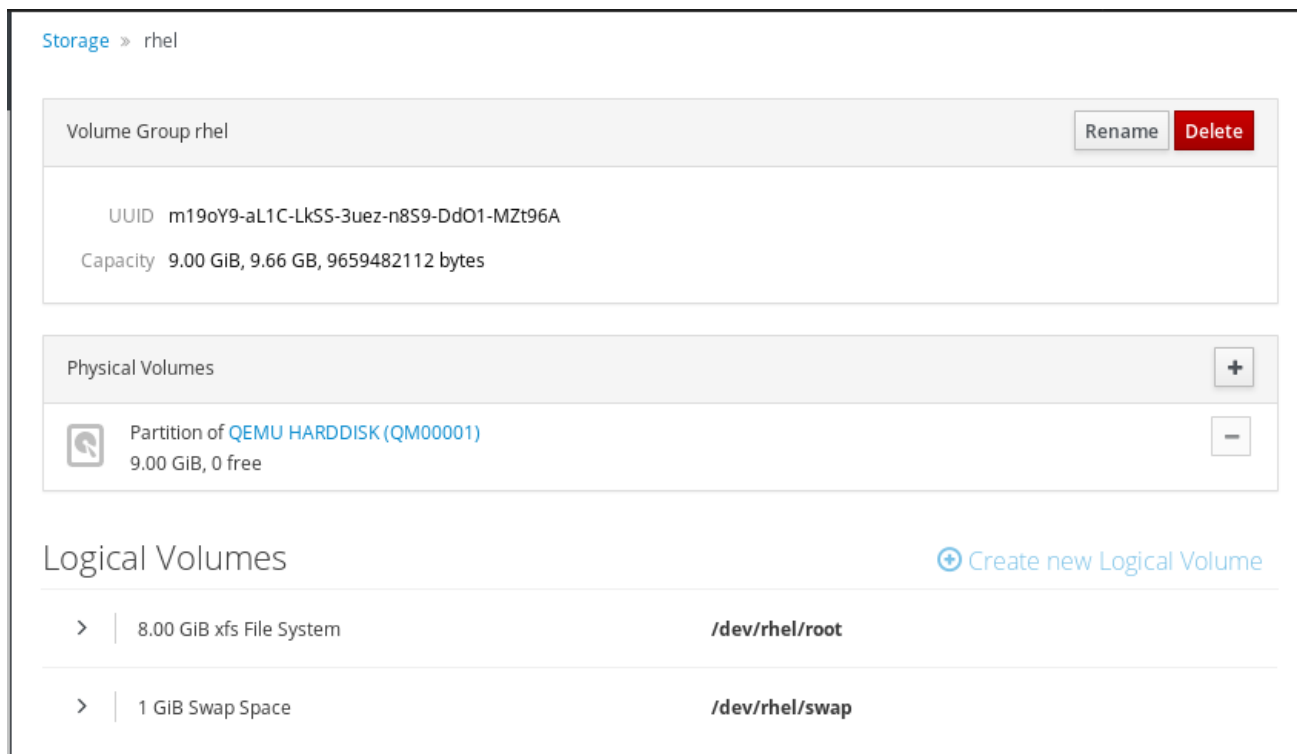 Storage » rhel
Volume Group rhel
Rename
Delete
UUID m19oY9-aL1C-LkSS-3uez-n8S9-DdO1-MZt96A
Capacity 9.00 GiB, 9.66 GB, 9659482112 bytes
Physical Volumes
Partition of QEMU HARDDISK (QM00001)
9.00 GiB, 0 free
Logical Volumes
Create new Logical Volume
8.00 GiB xfs File System /dev/rhel/root
1 GiB Swap Space /dev/rhel/swap